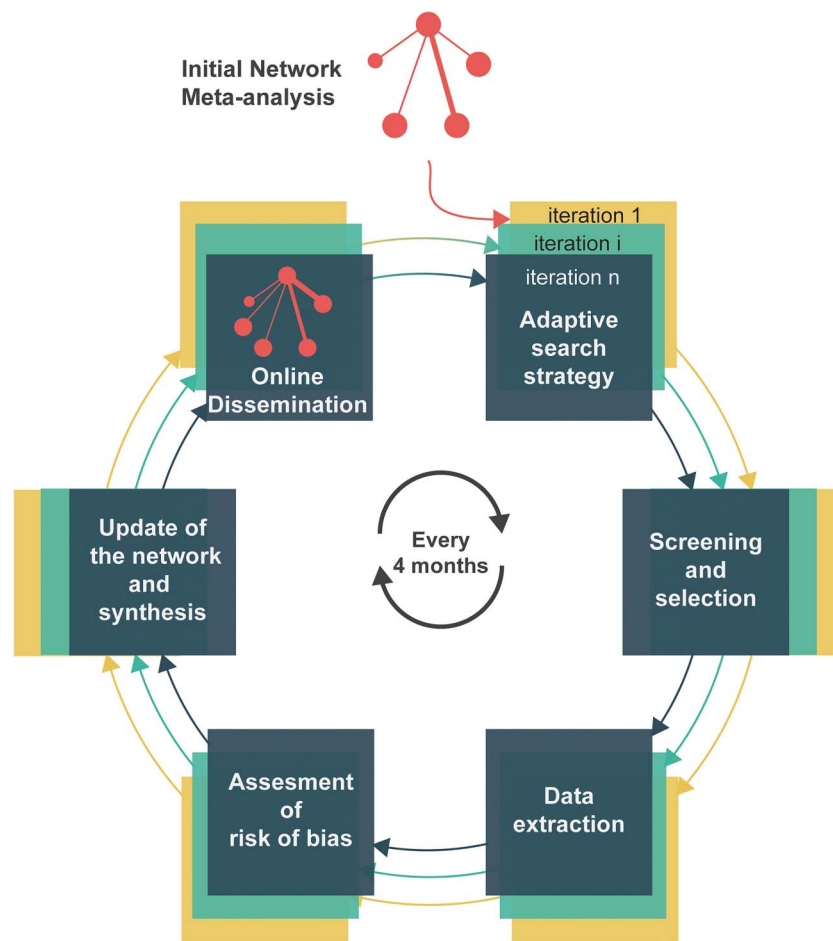 Initial Network
Meta-analysis
iteration 1
iteration i
iteration n
Adaptive
search
strategy
Screening
and
selection
Data
extraction
Assesment
of
risk of bias
Update of
the network
and
synthesis
Online
Dissemination
Every
4 months